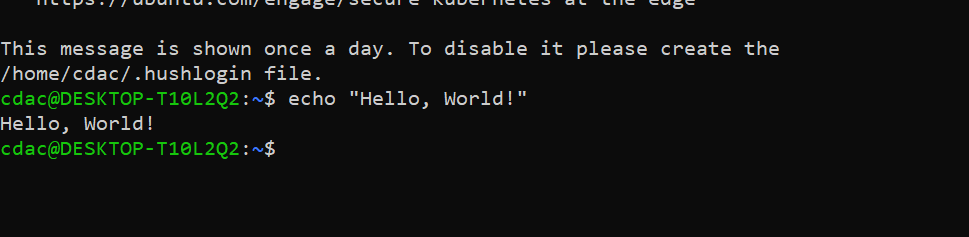 https://ubuntu.com/engage/secure-kubernetes-at-the-edge
This message is shown once a day. To disable it please create the
/home/cdac/.hushlogin file.
cdac@DESKTOP-T10L2Q2:~$ echo "Hello, World!"
Hello, World!
cdac@DESKTOP-T10L2Q2:~$